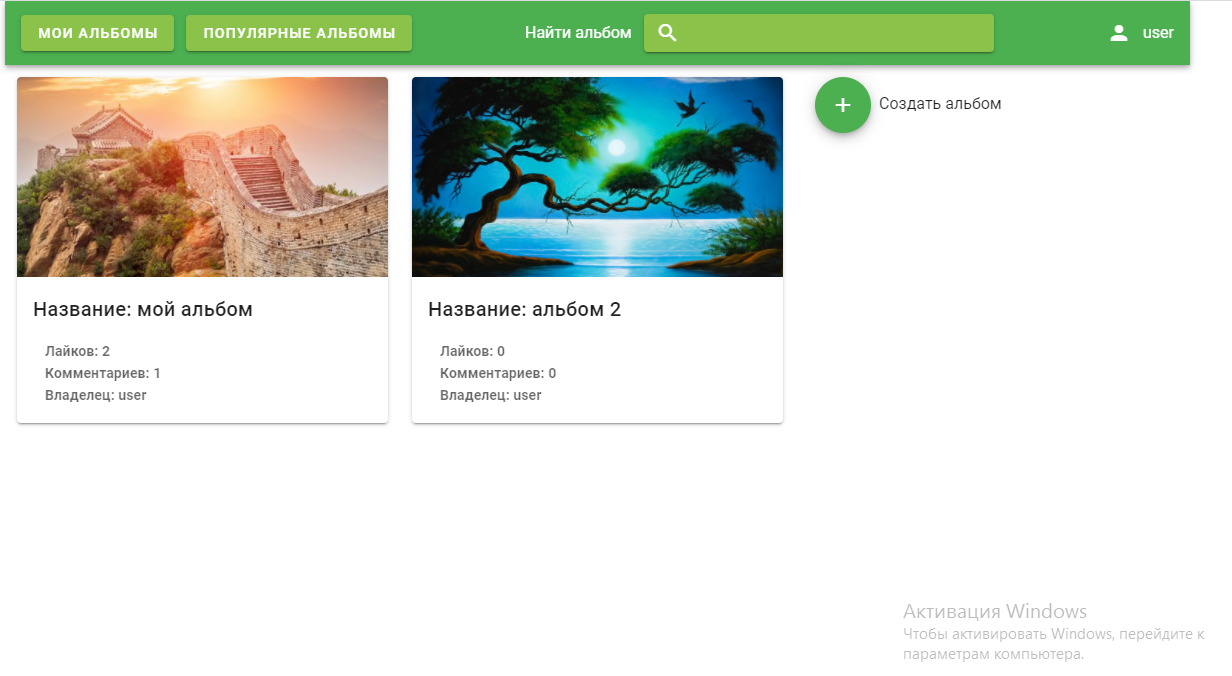 МОИ АЛЬБОМЫ
ПОПУЛЯРНЫЕ АЛЬБОМЫ
Найти альбом
user
Создать альбом
Название: мой альбом
Лайков: 2
Комментариев: 1
Владелец: user
Название: альбом 2
Лайков: 0
Комментариев: 0
Владелец: user
Активация Windows
Чтобы активировать Windows, перейдите к
параметрам компьютера.